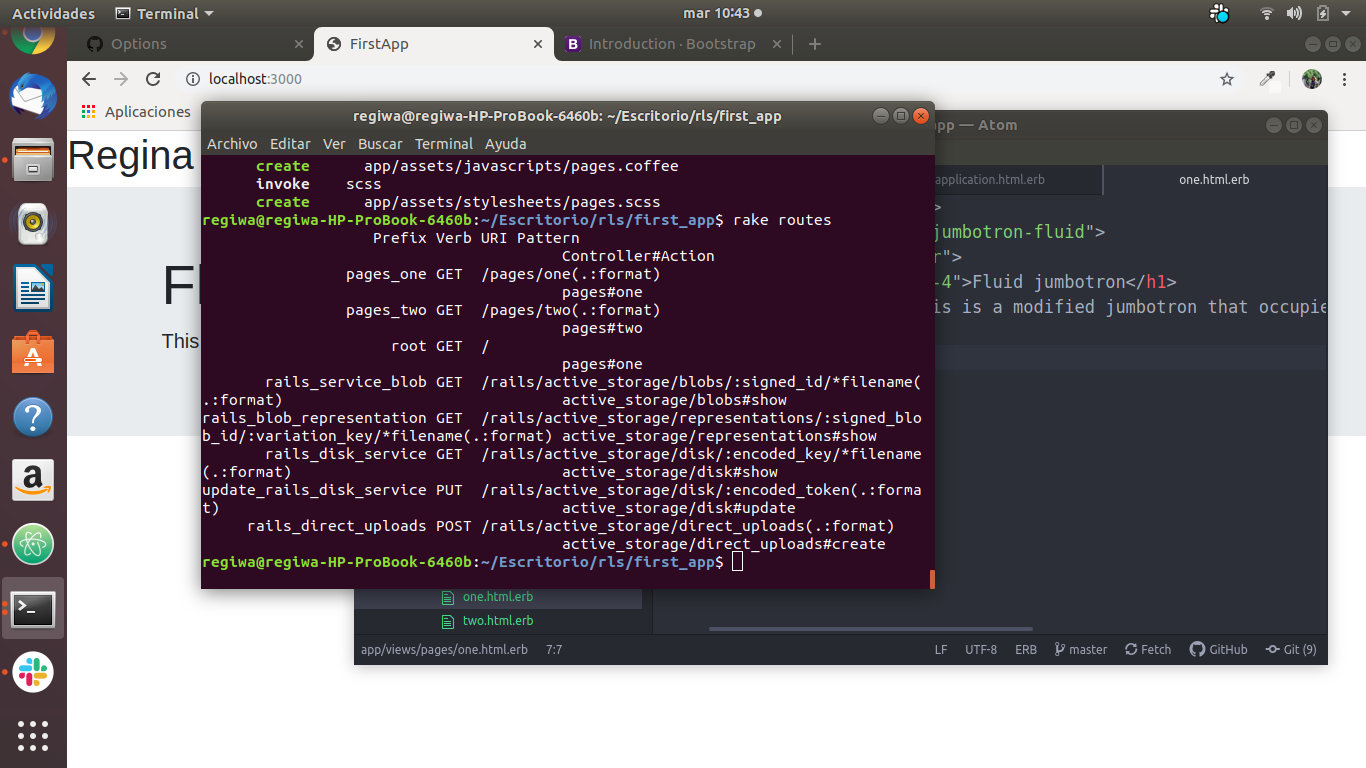 Actividades Terminal mar 10:43
Options FirstApp Introduction · Bootstrap
localhost:3000
Aplicaciones
Regina
This
regiwa@regiwa-HP-ProBook-6460b: ~/Escritorio/rls/first_app
Archivo Editar Ver Buscar Terminal Ayuda
create app/assets/javascripts/pages.coffee
invoke scss
create app/assets/stylesheets/pages.scss
regiwa@regiwa-HP-ProBook-6460b:~/Escritorio/rls/first_app$ rake routes
Prefix Verb URI Pattern
Controller#Action
pages_one GET /pages/one(.:format)
pages#one
pages_two GET /pages/two(.:format)
pages#two
root GET /
pages#one
rails_service_blob GET /rails/active_storage/blobs/:signed_id/*filename(
.:format) active_storage/blobs#show
rails_blob_representation GET /rails/active_storage/representations/:signed_blo
b_id/:variation_key/*filename(.:format) active_storage/representations#show
rails_disk_service GET /rails/active_storage/disk/:encoded_key/*filename
(.:format) active_storage/disk#show
update_rails_disk_service PUT /rails/active_storage/disk/:encoded_token(.:forma
t) active_storage/disk#update
rails_direct_uploads POST /rails/active_storage/direct_uploads(.:format)
active_storage/direct_uploads#create
regiwa@regiwa-HP-ProBook-6460b:~/Escritorio/rls/first_app$
app — Atom
application.html.erb one.html.erb
>
jumbotron-fluid">
r">
-4">Fluid jumbotron</h1>
is is a modified jumbotron that occupie
one.html.erb
two.html.erb
app/views/pages/one.html.erb 7:7 LF UTF-8 ERB master Fetch GitHub Git (9)